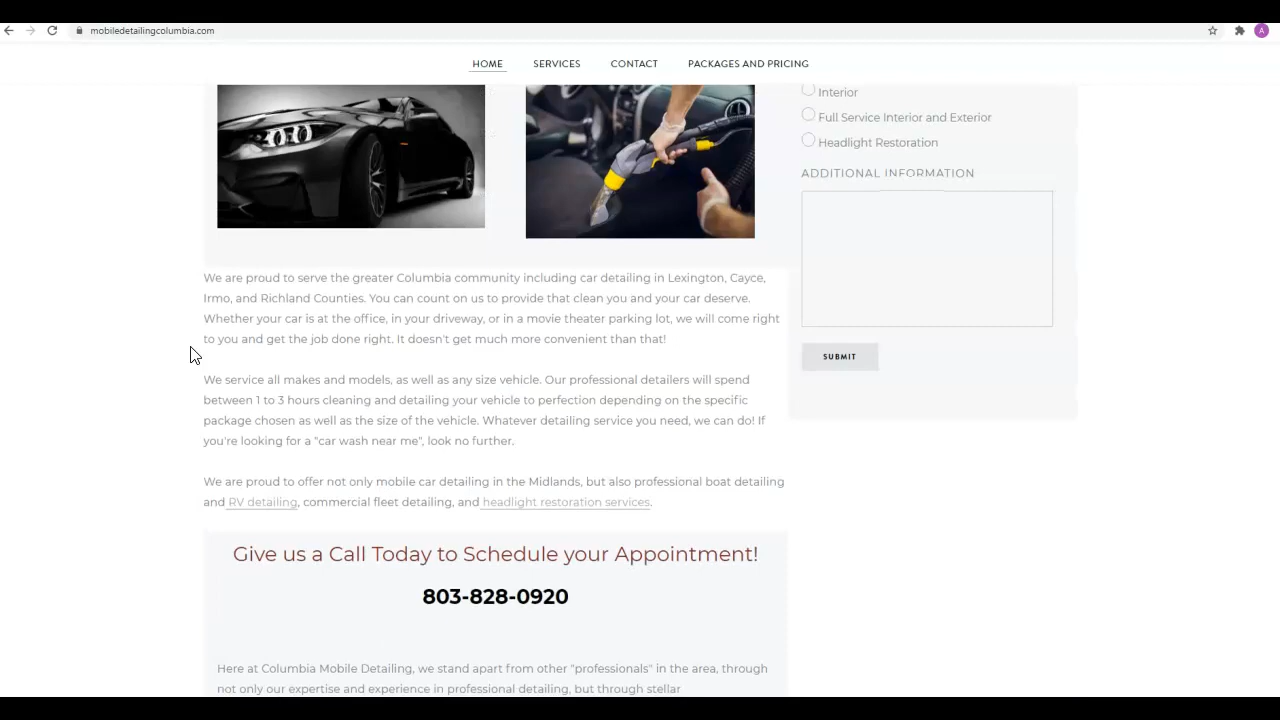 mobiledetailingcolumbia.com
A
HOME SERVICES CONTACT PACKAGES AND PRICING
Interior
Full Service Interior and Exterior
Headlight Restoration
ADDITIONAL INFORMATION
SUBMIT
We are proud to serve the greater Columbia community including car detailing in Lexington, Cayce,
Irmo, and Richland Counties. You can count on us to provide that clean you and your car deserve.
Whether your car is at the office, in your driveway, or in a movie theater parking lot, we will come right
to you and get the job done right. It doesn't get much more convenient than that!
We service all makes and models, as well as any size vehicle. Our professional detailers will spend
between 1 to 3 hours cleaning and detailing your vehicle to perfection depending on the specific
package chosen as well as the size of the vehicle. Whatever detailing service you need, we can do! If
you're looking for a "car wash near me", look no further.
We are proud to offer not only mobile car detailing in the Midlands, but also professional boat detailing
and RV detailing, commercial fleet detailing, and headlight restoration services.
Give us a Call Today to Schedule your Appointment!
803-828-0920
Here at Columbia Mobile Detailing, we stand apart from other "professionals" in the area, through
not only our expertise and experience in professional detailing, but through stellar